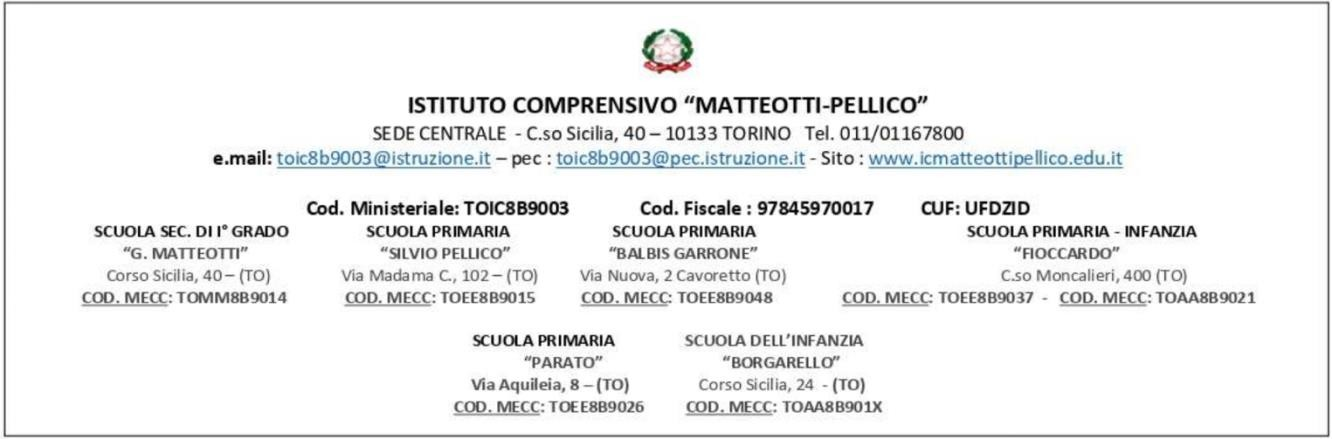 ISTITUTO COMPRENSIVO “MATTEOTTI-PELLICO”
SEDE CENTRALE - C.so Sicilia, 40 – 10133 TORINO Tel. 011/01167800
e.mail: toic8b9003@istruzione.it – pec : toic8b9003@pec.istruzione.it - Sito : www.icmatteottipellico.edu.it
Cod. Ministeriale: TOIC8B9003 Cod. Fiscale : 97845970017 CUF: UFDZID
SCUOLA SEC. DI I° GRADO SCUOLA PRIMARIA SCUOLA PRIMARIA SCUOLA PRIMARIA - INFANZIA
“G. MATTEOTTI” “SILVIO PELLICO” “BALBIS GARRONE” “FIOCCARDO”
Corso Sicilia, 40 – (TO) Via Madama C., 102 – (TO) Via Nuova, 2 Cavoretto (TO) C.so Moncalieri, 400 (TO)
COD. MECC: TOMM8B9014 COD. MECC: TOEE8B9015 COD. MECC: TOEE8B9048 COD. MECC: TOEE8B9037 - COD. MECC: TOAA8B9021
SCUOLA PRIMARIA SCUOLA DELL’INFANZIA
“PARATO” “BORGARELLO”
Via Aquileia, 8 – (TO) Corso Sicilia, 24 - (TO)
COD. MECC: TOEE8B9026 COD. MECC: TOAA8B901X